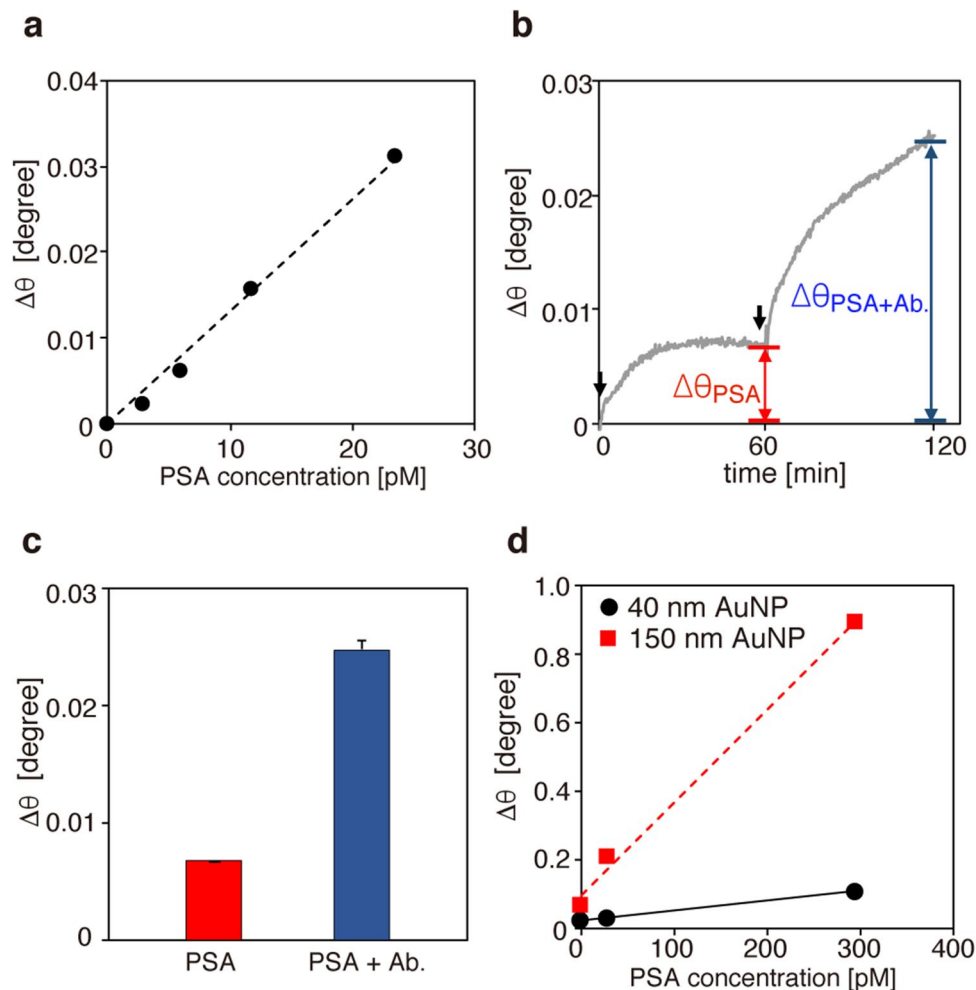 a
0.04
0.03
0.02
0.01
0
Δθ [degree]
0 10 20 30
PSA concentration [pM]
b
0.03
0.02
0.01
0
Δθ [degree]
ΔθPSA
ΔθPSA+Ab.
0 60 120
time [min]
c
0.03
0.02
0.01
0
Δθ [degree]
PSA PSA + Ab.
d
1.0
0.8
0.6
0.4
0.2
0
Δθ [degree]
40 nm AuNP
150 nm AuNP
0 100 200 300 400
PSA concentration [pM]